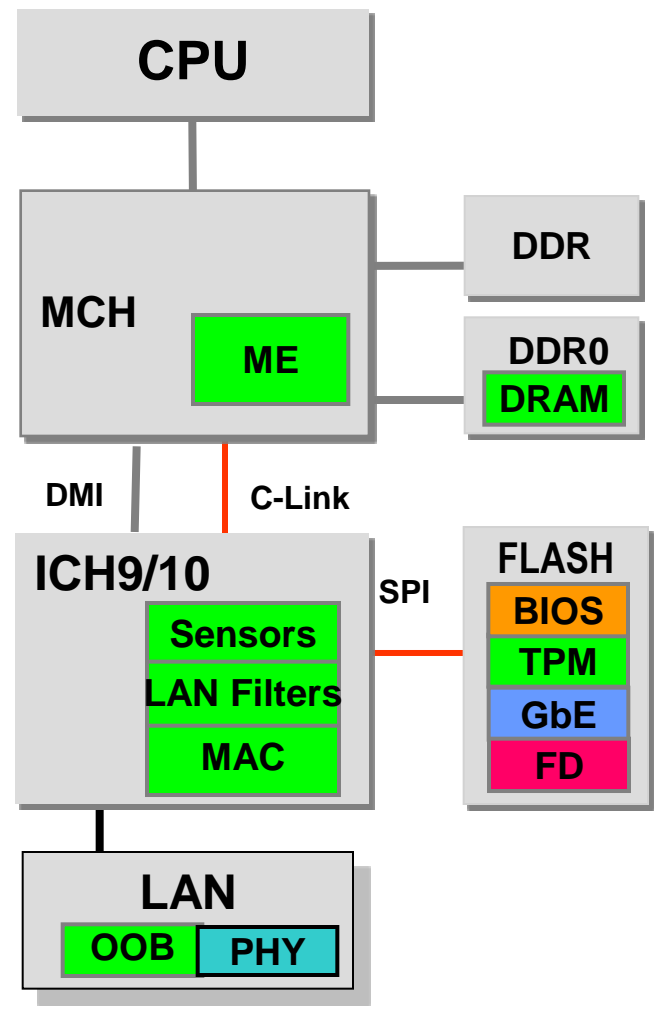 CPU
MCH
ME
DDR
DDR0
DRAM
DMI
C-Link
ICH9/10
Sensors
LAN Filters
MAC
SPI
FLASH
BIOS
TPM
GbE
FD
LAN
OOB
PHY